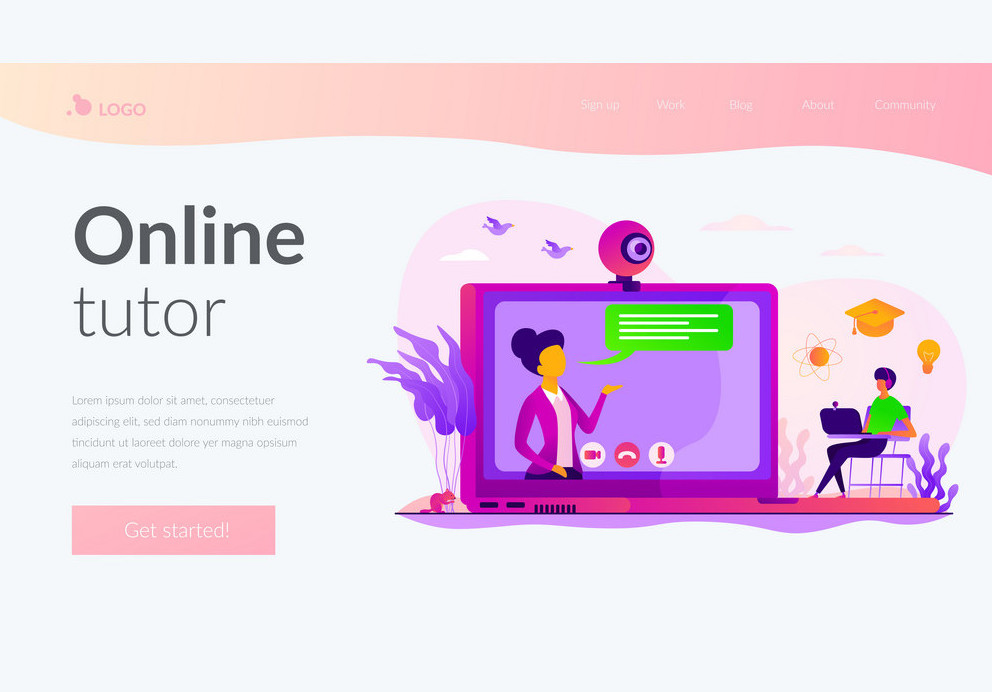 LOGO
Sign up Work Blog About Community
Online
tutor
Lorem ipsum dolor sit amet, consectetuer
adipiscing elit, sed diam nonummy nibh euismod
tincidunt ut laoreet dolore yer magna opsisum
aliquam erat volutpat.
Get started!